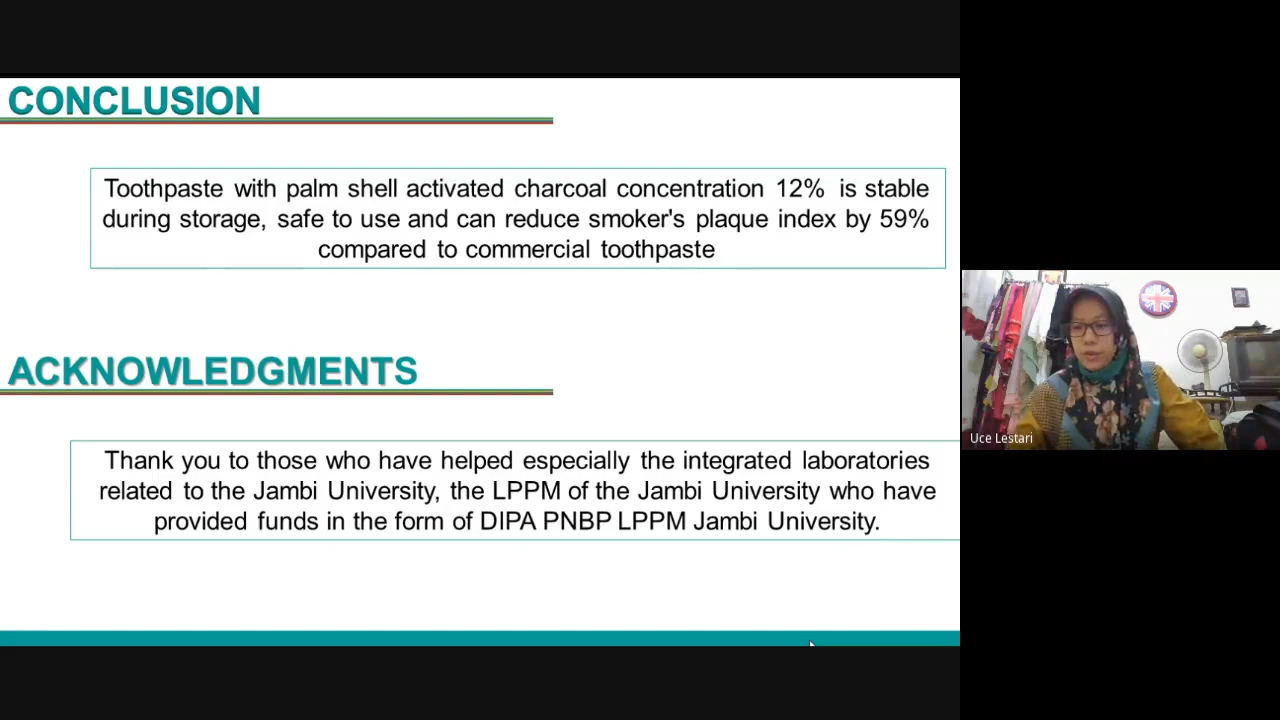 CONCLUSION
Toothpaste with palm shell activated charcoal concentration 12% is stable
during storage, safe to use and can reduce smoker's plaque index by 59%
compared to commercial toothpaste
ACKNOWLEDGMENTS
Thank you to those who have helped especially the integrated laboratories
related to the Jambi University, the LPPM of the Jambi University who have
provided funds in the form of DIPA PNBP LPPM Jambi University.
Uce Lestari